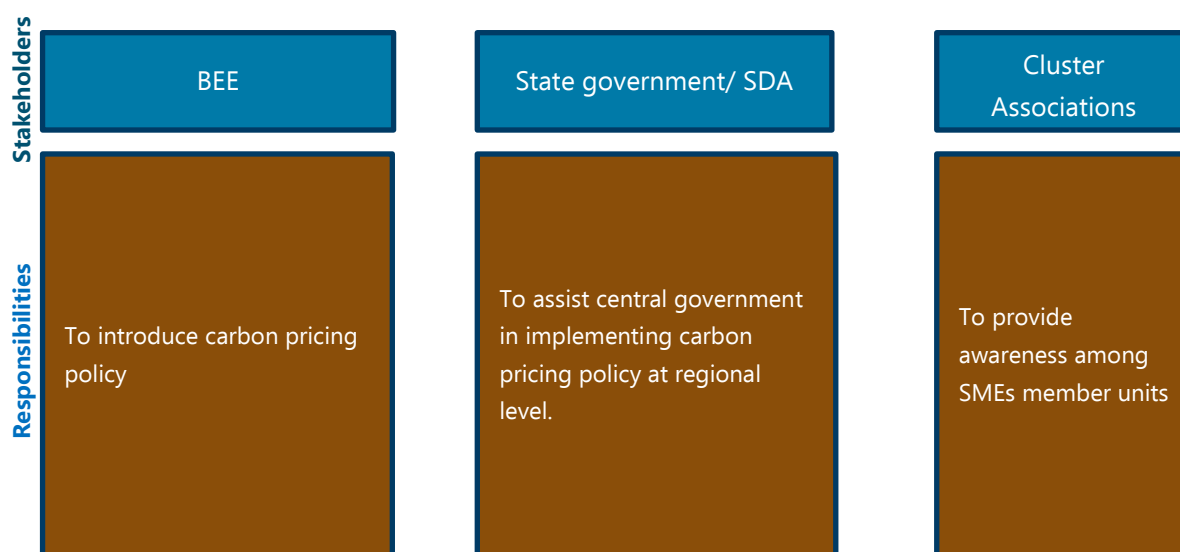 Stakeholders
BEE
State government/ SDA
Cluster
Associations
Responsibilities
To introduce carbon pricing
policy
To assist central government
in implementing carbon
pricing policy at regional
level.
To provide
awareness among
SMEs member units